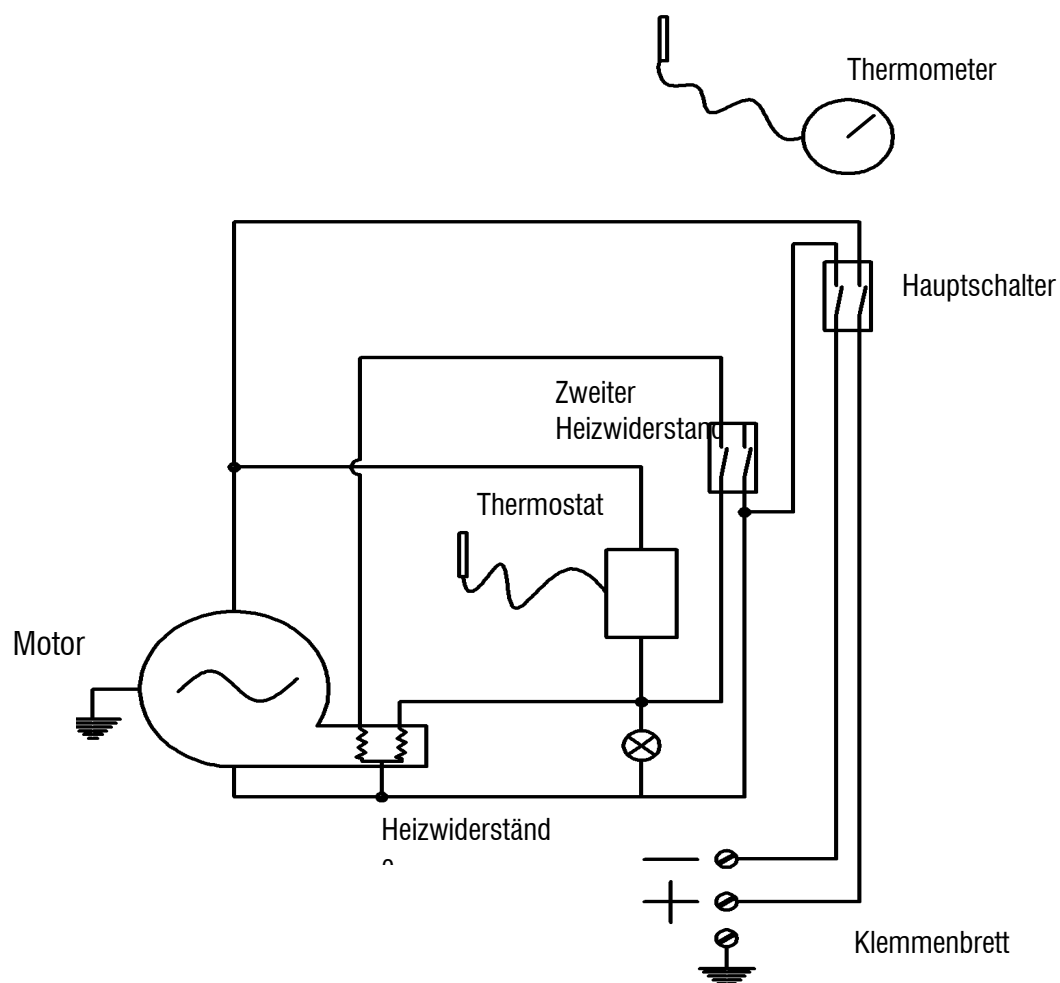 Thermometer
Hauptschalter
Zweiter
Heizwiderstand
Thermostat
Motor
Heizwiderständ
Klemmenbrett